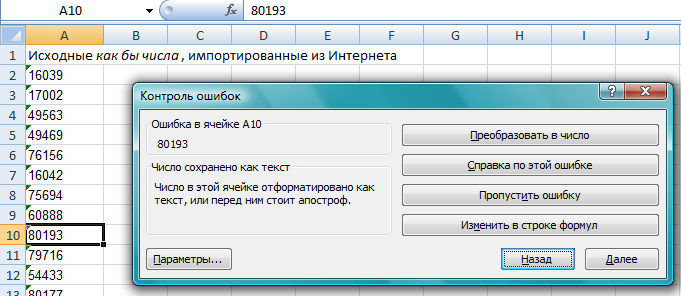 A10
fx
80193
A B C D E F G H I J
1 Исходные как бы числа , импортированные из Интернета
2 16039
3 17002
4 49563
5 49469
6 76156
7 16042
8 75694
9 60888
10 80193
11 79716
12 54433
13 80177
Контроль ошибок
Ошибка в ячейке A10
80193
Число сохранено как текст
Число в этой ячейке отформатировано как
текст, или перед ним стоит апостроф.
Преобразовать в число
Справка по этой ошибке
Пропустить ошибку
Изменить в строке формул
Параметры...
Назад
Далее